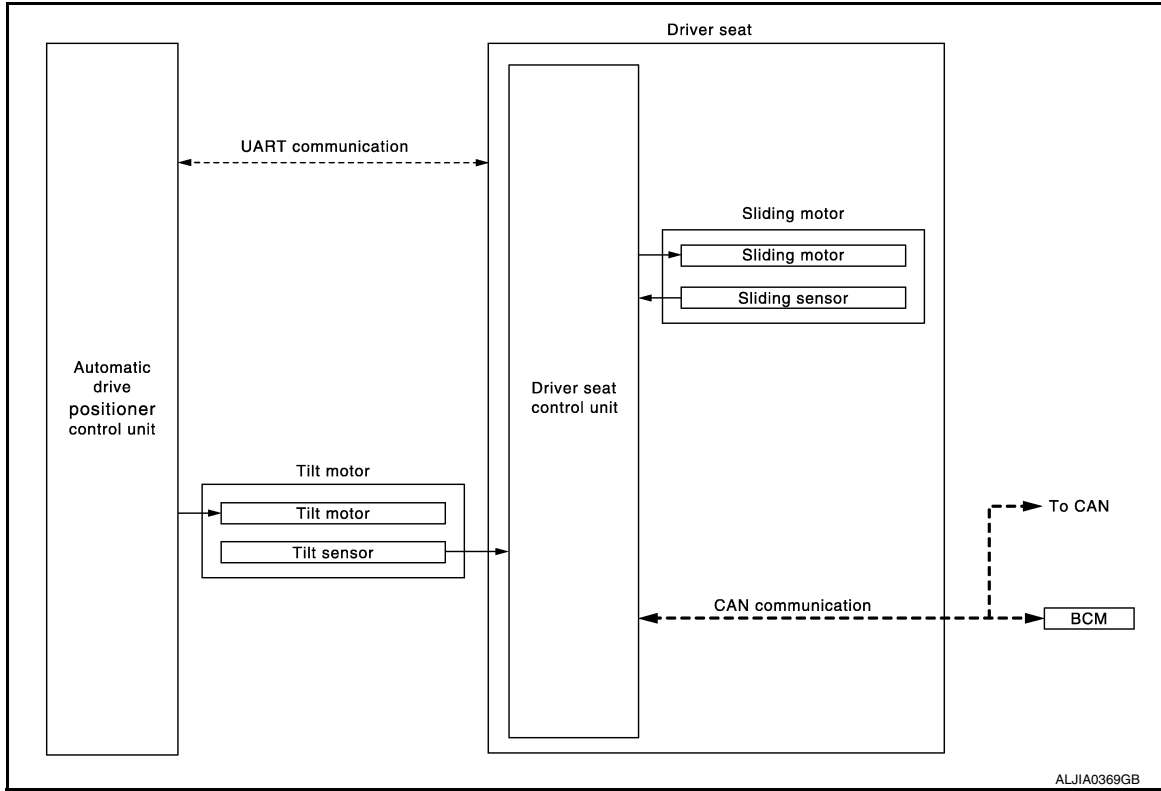 Driver seat
UART communication
Sliding motor
Sliding motor
Sliding sensor
Automatic
drive
positioner
control unit
Driver seat
control unit
Tilt motor
Tilt motor
Tilt sensor
To CAN
CAN communication
BCM
ALJIA0369GB